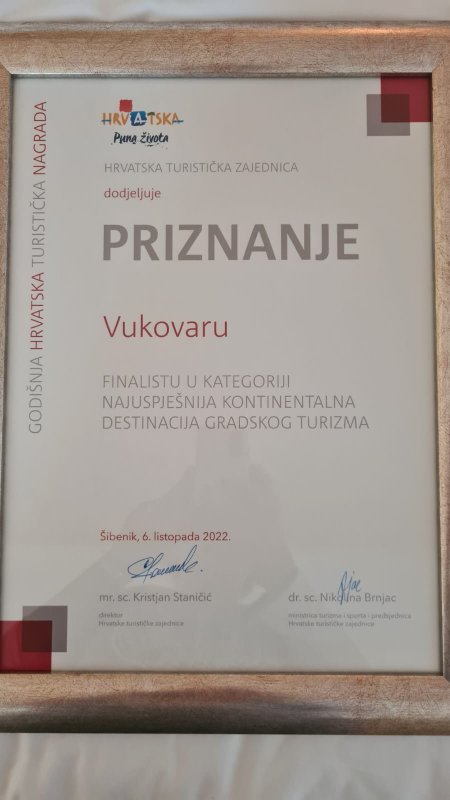 HRVATSKA
Puna života
HRVATSKA TURISTIČKA ZAJEDNICA
dodjeljuje
PRIZNANJE
Vukovaru
FINALISTU U KATEGORIJI
NAJUSPJEŠNIJA KONTINENTALNA
DESTINACIJA GRADSKOG TURIZMA
GODIŠNJA HRVATSKA TURISTIČKA NAGRADA
Šibenik, 6. listopada 2022.
mr. sc. Kristjan Staničić
direktor
Hrvatske turističke zajednice
dr. sc. Nikolina Brnjac
ministrica turizma i sporta i predsjednica
Hrvatske turističke zajednice